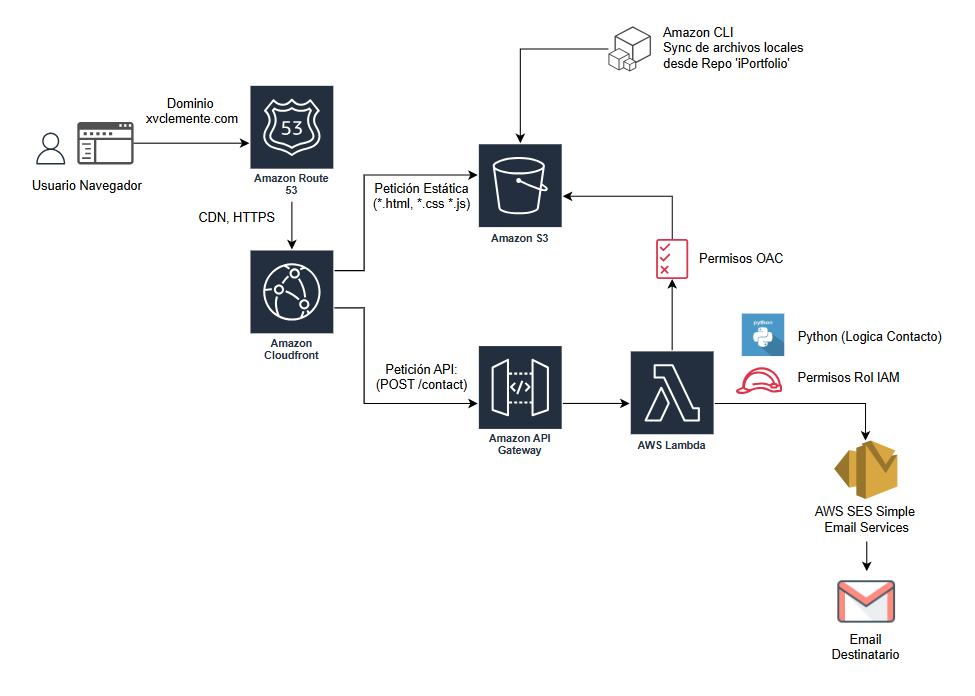 Amazon CLI
Sync de archivos locales
desde Repo 'iPortfolio'
Dominio
xvclemente.com
53
Usuario Navegador
Amazon Route
53
Petición Estática
(*.html, *.css *.js)
CDN, HTTPS
Amazon S3
Permisos OAC
Amazon
Cloudfront
python
Python (Logica Contacto)
Petición API:
(POST /contact)
</>
Permisos Rol IAM
Amazon API
Gateway
AWS Lambda
AWS SES Simple
Email Services
Email
Destinatario